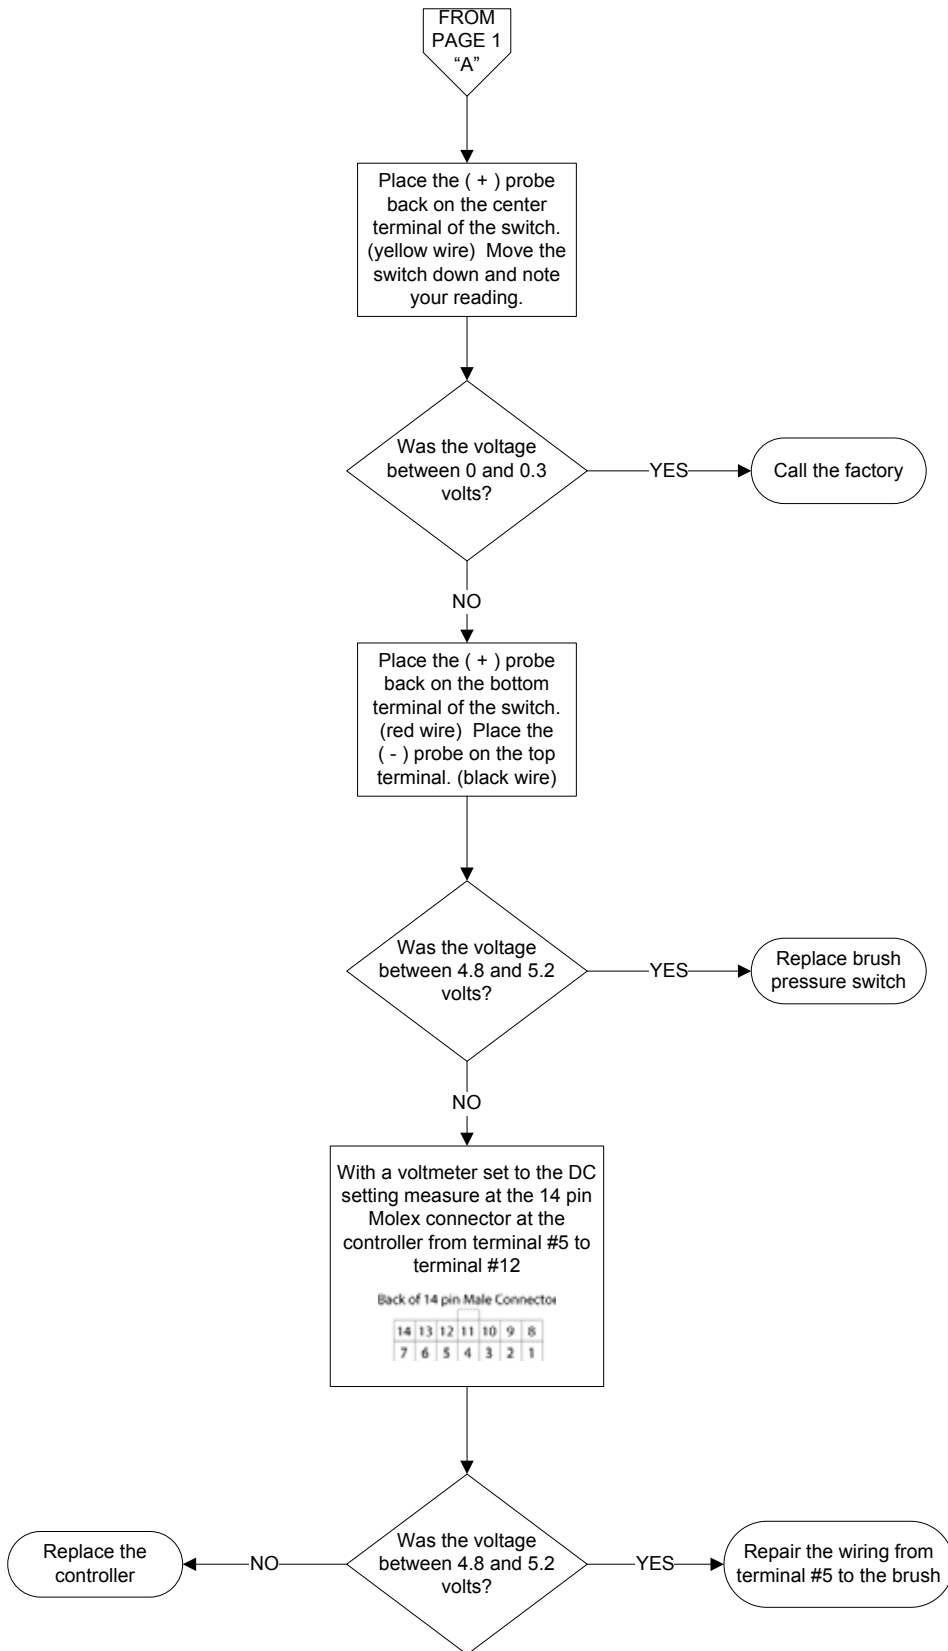 FROM
PAGE 1
“A”
Place the ( + ) probe
back on the center
terminal of the switch.
(yellow wire)  Move the
switch down and note
your reading.
Was the voltage
between 0 and 0.3
volts?
YES
Call the factory
NO
Place the ( + ) probe
back on the bottom
terminal of the switch.
(red wire)  Place the
( - ) probe on the top
terminal. (black wire)
Was the voltage
between 4.8 and 5.2
volts?
YES
Replace brush
pressure switch
NO
With a voltmeter set to the DC
setting measure at the 14 pin
Molex connector at the
controller from terminal #5 to
terminal #12
Back of 14 pin Male Connector
14 13 12 11 10 9 8
7 6 5 4 3 2 1
Replace the
controller
NO
Was the voltage
between 4.8 and 5.2
volts?
YES
Repair the wiring from
terminal #5 to the brush